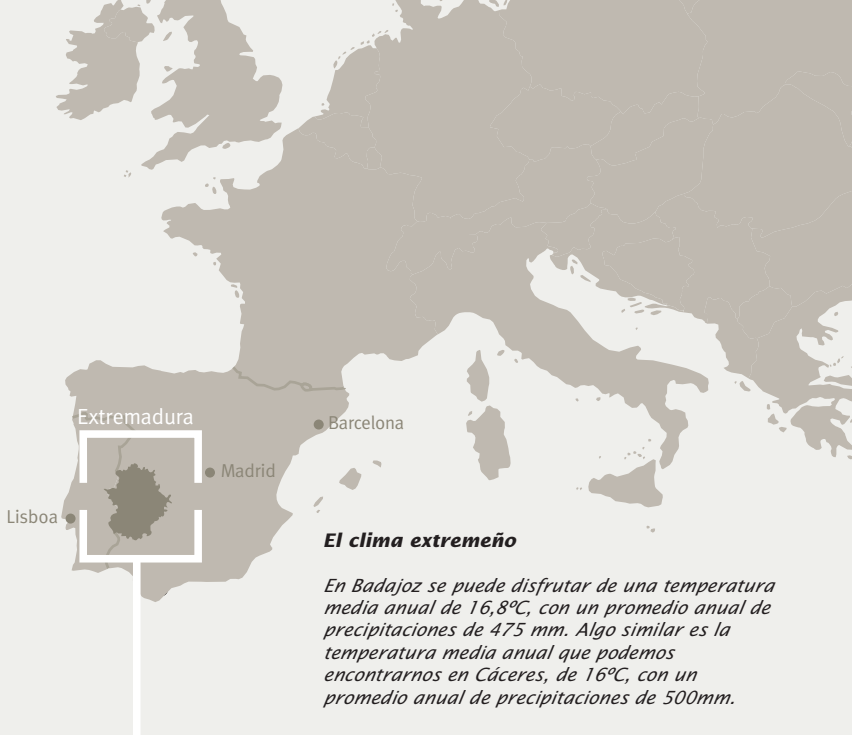 Extremadura
Barcelona
Madrid
Lisboa
El clima extremeño
En Badajoz se puede disfrutar de una temperatura
media anual de 16,8ºC, con un promedio anual de
precipitaciones de 475 mm. Algo similar es la
temperatura media anual que podemos
encontrarnos en Cáceres, de 16ºC, con un
promedio anual de precipitaciones de 500mm.